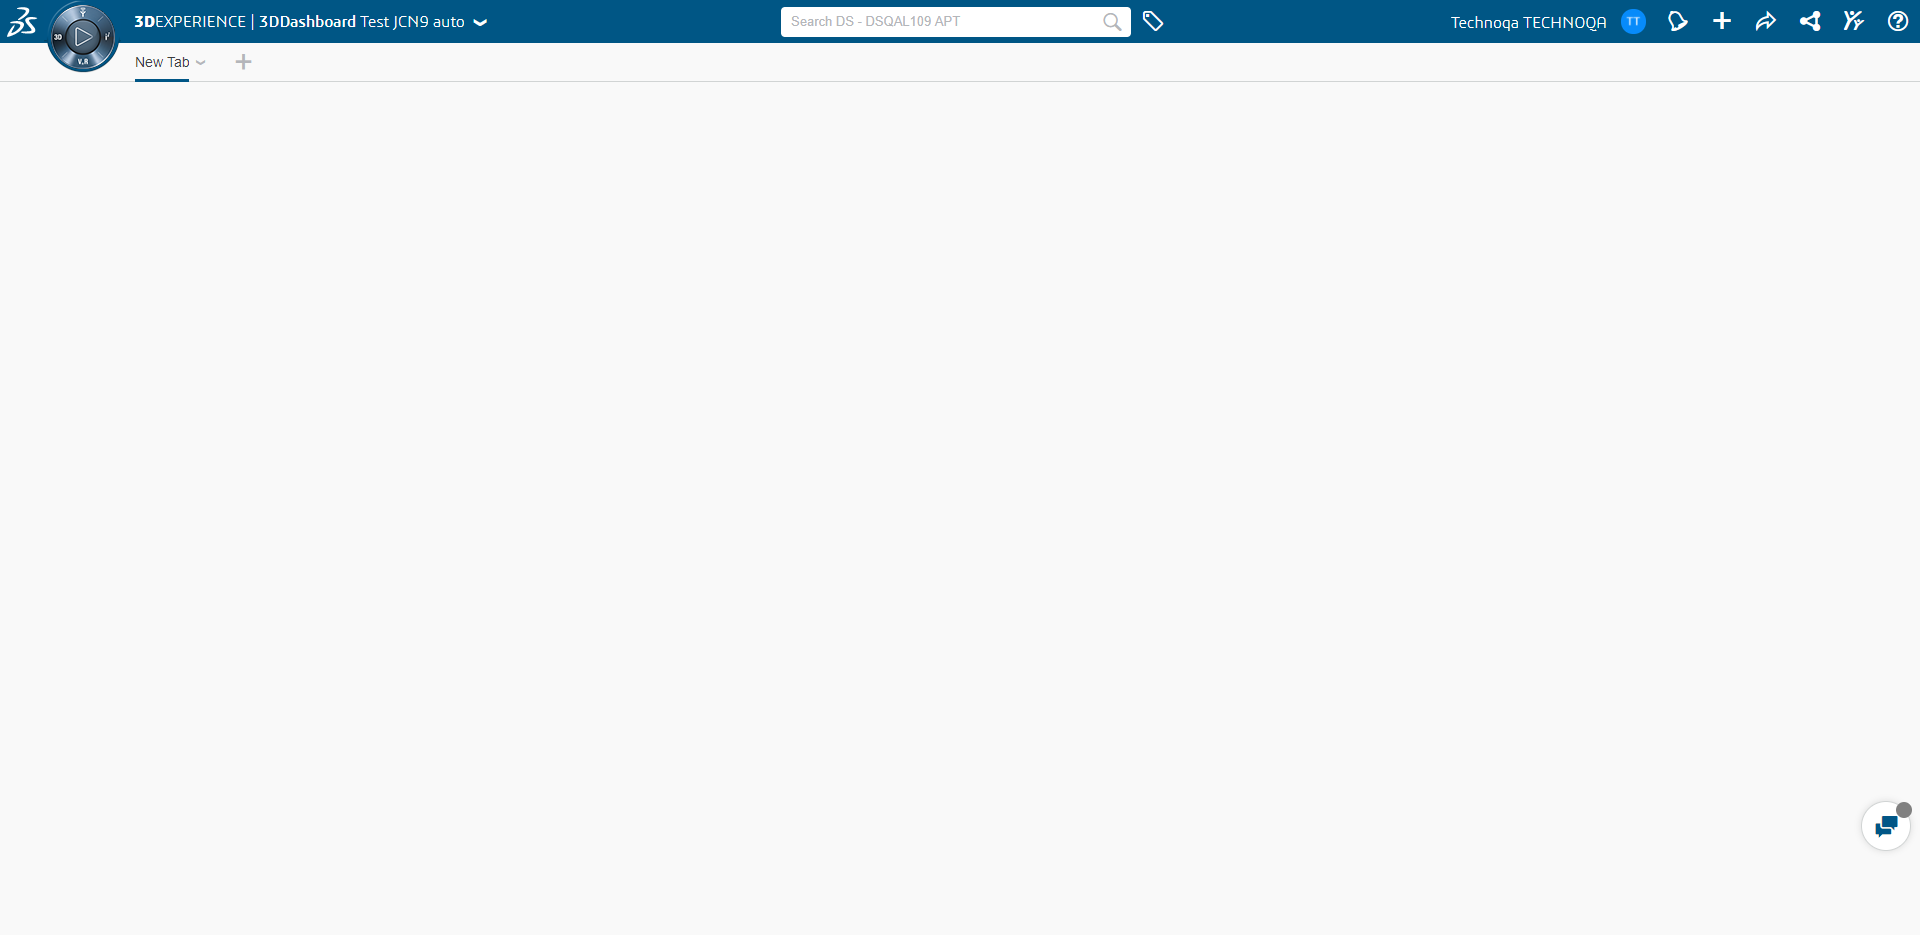 3DEXPERIENCE | 3DDashboard Test JCN9 auto
Search DS - DSQAL109 APT
Technoqa TECHNOQA
TT
3D
V.R
New Tab